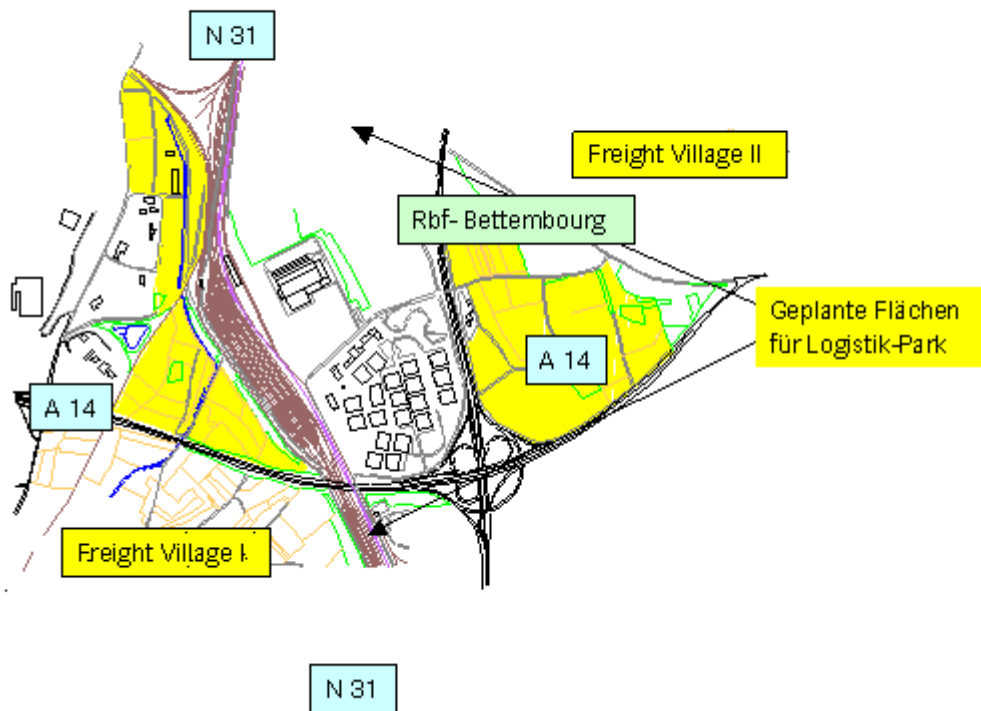 N 31
Freight Village II
Rbf- Bettembourg
Geplante Flächen
für Logistik-Park
A 14
A 14
Freight Village I
N 31